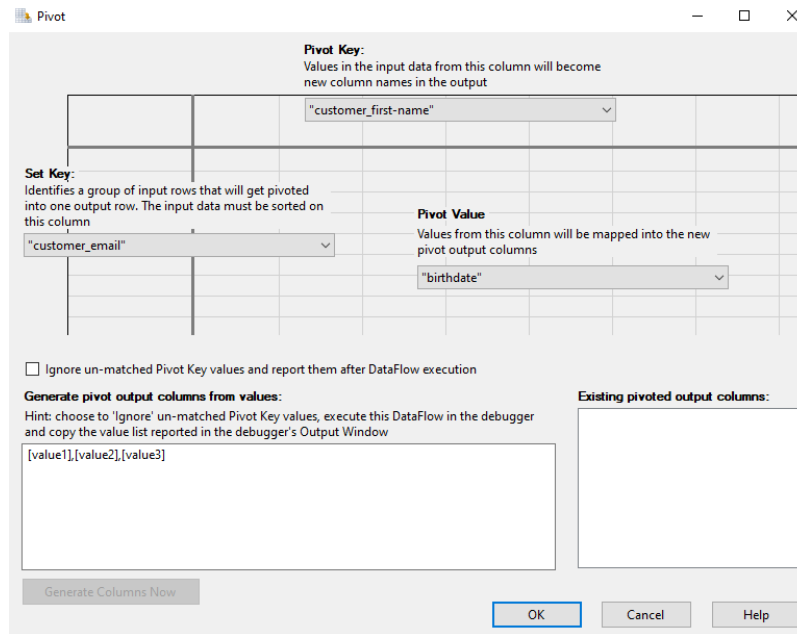 Pivot
Pivot Key:
Values in the input data from this column will become
new column names in the output
"customer_first-name"
Set Key:
Identifies a group of input rows that will get pivoted
into one output row. The input data must be sorted on
this column
"customer_email"
Pivot Value
Values from this column will be mapped into the new
pivot output columns
"birthdate"
Ignore un-matched Pivot Key values and report them after DataFlow execution
Generate pivot output columns from values:
Hint: choose to 'Ignore' un-matched Pivot Key values, execute this DataFlow in the debugger
and copy the value list reported in the debugger's Output Window
[value1],[value2],[value3]
Existing pivoted output columns:
Generate Columns Now
OK
Cancel
Help